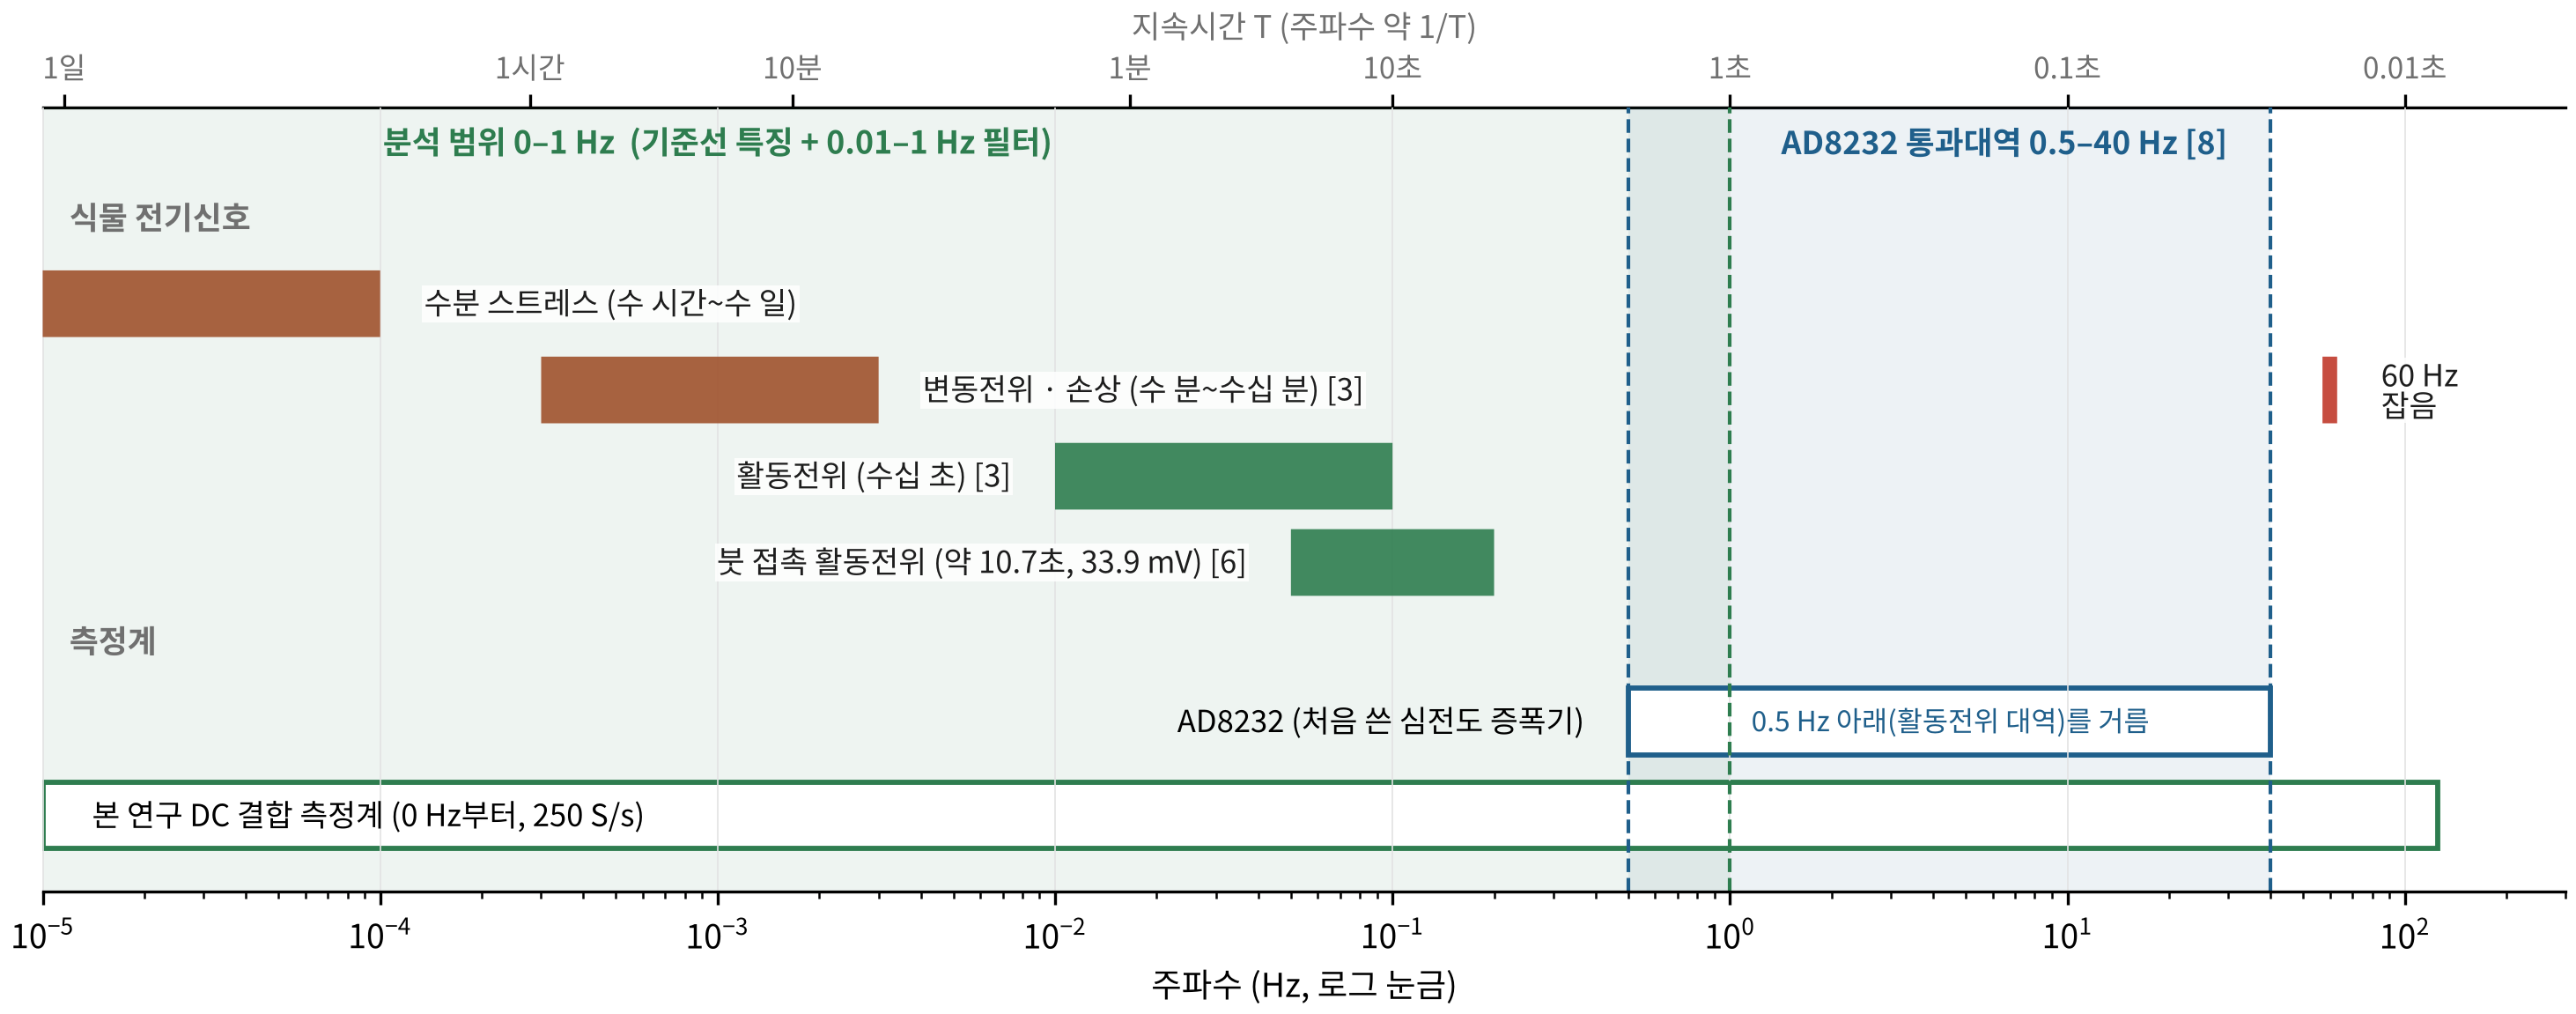 지속시간 T (주파수 약 1/T)
1일 1시간 10분 1분 10초 1초 0.1초 0.01초
분석 범위 0–1 Hz (기준선 특징 + 0.01–1 Hz 필터)
AD8232 통과대역 0.5–40 Hz [8]
식물 전기신호
수분 스트레스 (수 시간~수 일)
변동전위 · 손상 (수 분~수십 분) [3]
60 Hz
잡음
활동전위 (수십 초) [3]
붓 접촉 활동전위 (약 10.7초, 33.9 mV) [6]
측정계
AD8232 (처음 쓴 심전도 증폭기)
0.5 Hz 아래(활동전위 대역)를 거름
본 연구 DC 결합 측정계 (0 Hz부터, 250 S/s)
10⁻⁵ 10⁻⁴ 10⁻³ 10⁻² 10⁻¹ 10⁰ 10¹ 10²
주파수 (Hz, 로그 눈금)